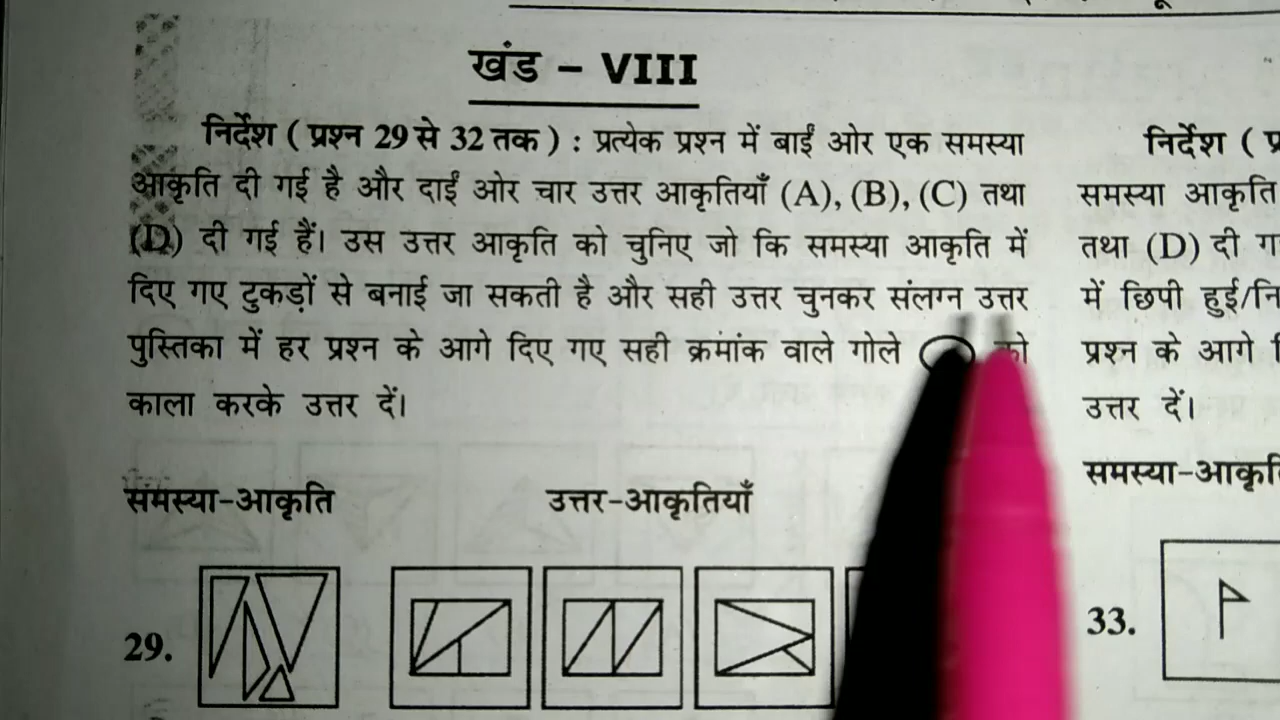 खंड – VIII
निर्देश ( प्रश्न 29 से 32 तक ) : प्रत्येक प्रश्न में बाईं ओर एक समस्या
आकृति दी गई है और दाईं ओर चार उत्तर आकृतियाँ (A), (B), (C) तथा
(D) दी गई हैं। उस उत्तर आकृति को चुनिए जो कि समस्या आकृति में
दिए गए टुकड़ों से बनाई जा सकती है और सही उत्तर चुनकर संलग्न उत्तर
पुस्तिका में हर प्रश्न के आगे दिए गए सही क्रमांक वाले गोले को
काला करके उत्तर दें।
समस्या-आकृति उत्तर-आकृतियाँ
29.
निर्देश (
समस्या आकृति
तथा (D) दी
में छिपी हुई/
प्रश्न के आगे
उत्तर दें।
समस्या-आकृति
33.